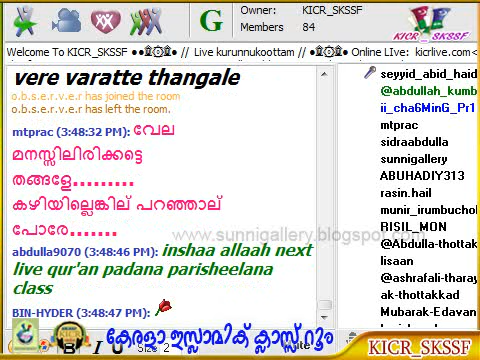 Owner: KICR_SKSSF
Members 84
G
KICR_SKSSF
Welcome To KICR_SKSSF ●●۩۞۩● // Live kurunnukoottam // ●۩۞۩●● Online LIve: kicrlive.com
vere varatte thangale
o.b.s.e.r.v.e.r has joined the room
o.b.s.e.r.v.e.r has left the room.
mtprac (3:48:32 PM): വേല
മനസ്സിലിരിക്കട്ടെ
തങ്ങളേ.........
കഴിയില്ലെങ്കില് പറഞ്ഞാല്
പോരേ.......
abdulla9070 (3:48:46 PM): inshaa allaah next
live qur'an padana parisheelana
class
BIN-HYDER (3:48:47 PM):
seyyid_abid_haid
@abdullah_kumb
ii_cha6MinG_Pr1
mtprac
sidraabdulla
sunnigallery
ABUHADIY313
rasin.hail
munir_irumbuchol
RISIL_MON
@Abdulla-thottak
lisaan
@ashrafali-tharay
ak-thottakkad
Mubarak-Edavan
www.sunnigallery.blogspot.com
KICR
B I U Size 2
കേരളാ ഇസ്ലാമിക് ക്ലാസ്സ് റൂം
KICR_SKSSF